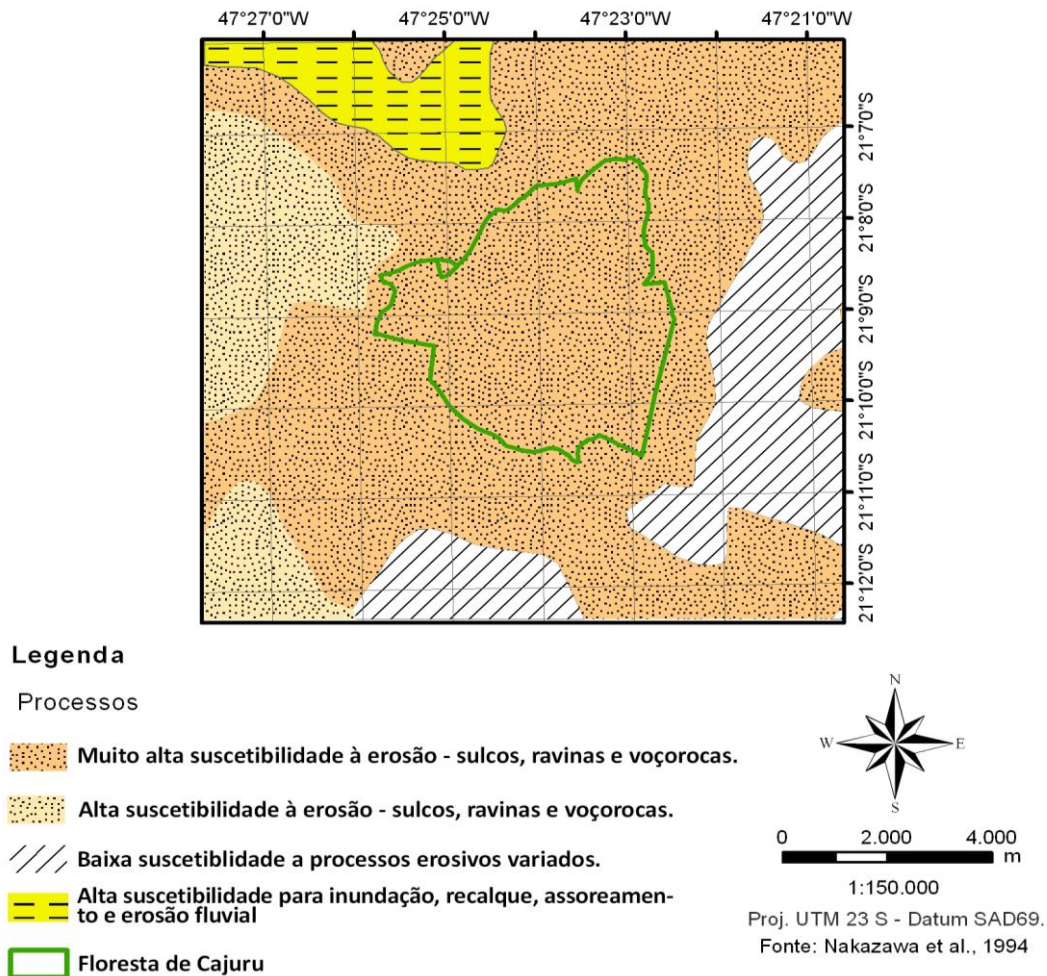 47°27'0"W 47°25'0"W 47°23'0"W 47°21'0"W
21°7'0"S
21°8'0"S
21°9'0"S
21°10'0"S
21°11'0"S
21°12'0"S
Legenda
Processos
Muito alta suscetibilidade à erosão - sulcos, ravinas e voçorocas.
Alta suscetibilidade à erosão - sulcos, ravinas e voçorocas.
Baixa suscetiblidade a processos erosivos variados.
Alta suscetibilidade para inundação, recalque, assoreamen-
to e erosão fluvial
Floresta de Cajuru
N
W E
S
0 2.000 4.000
m
1:150.000
Proj. UTM 23 S - Datum SAD69.
Fonte: Nakazawa et al., 1994